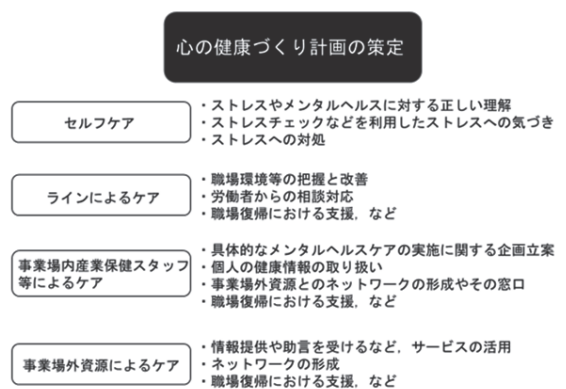 心の健康づくり計画の策定
セルフケア
・ストレスやメンタルヘルスに対する正しい理解
・ストレスチェックなどを利用したストレスへの気づき
・ストレスへの対処
ラインによるケア
・職場環境等の把握と改善
・労働者からの相談対応
・職場復帰における支援，など
事業場内産業保健スタッフ
等によるケア
・具体的なメンタルヘルスケアの実施に関する企画立案
・個人の健康情報の取り扱い
・事業場外資源とのネットワークの形成やその窓口
・職場復帰における支援，など
事業場外資源によるケア
・情報提供や助言を受けるなど，サービスの活用
・ネットワークの形成
・職場復帰における支援，など